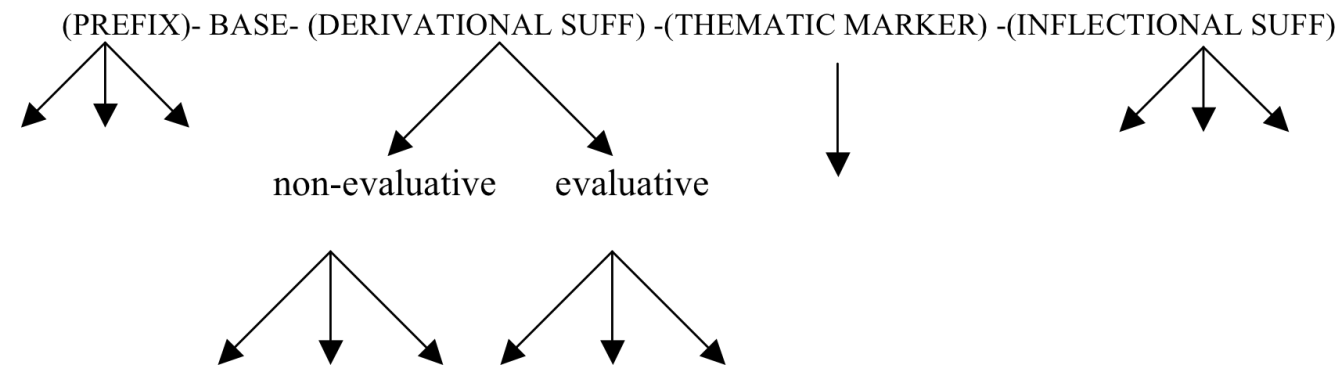 (PREFIX)- BASE- (DERIVATIONAL SUFF) -(THEMATIC MARKER) -(INFLECTIONAL SUFF)
non-evaluative evaluative